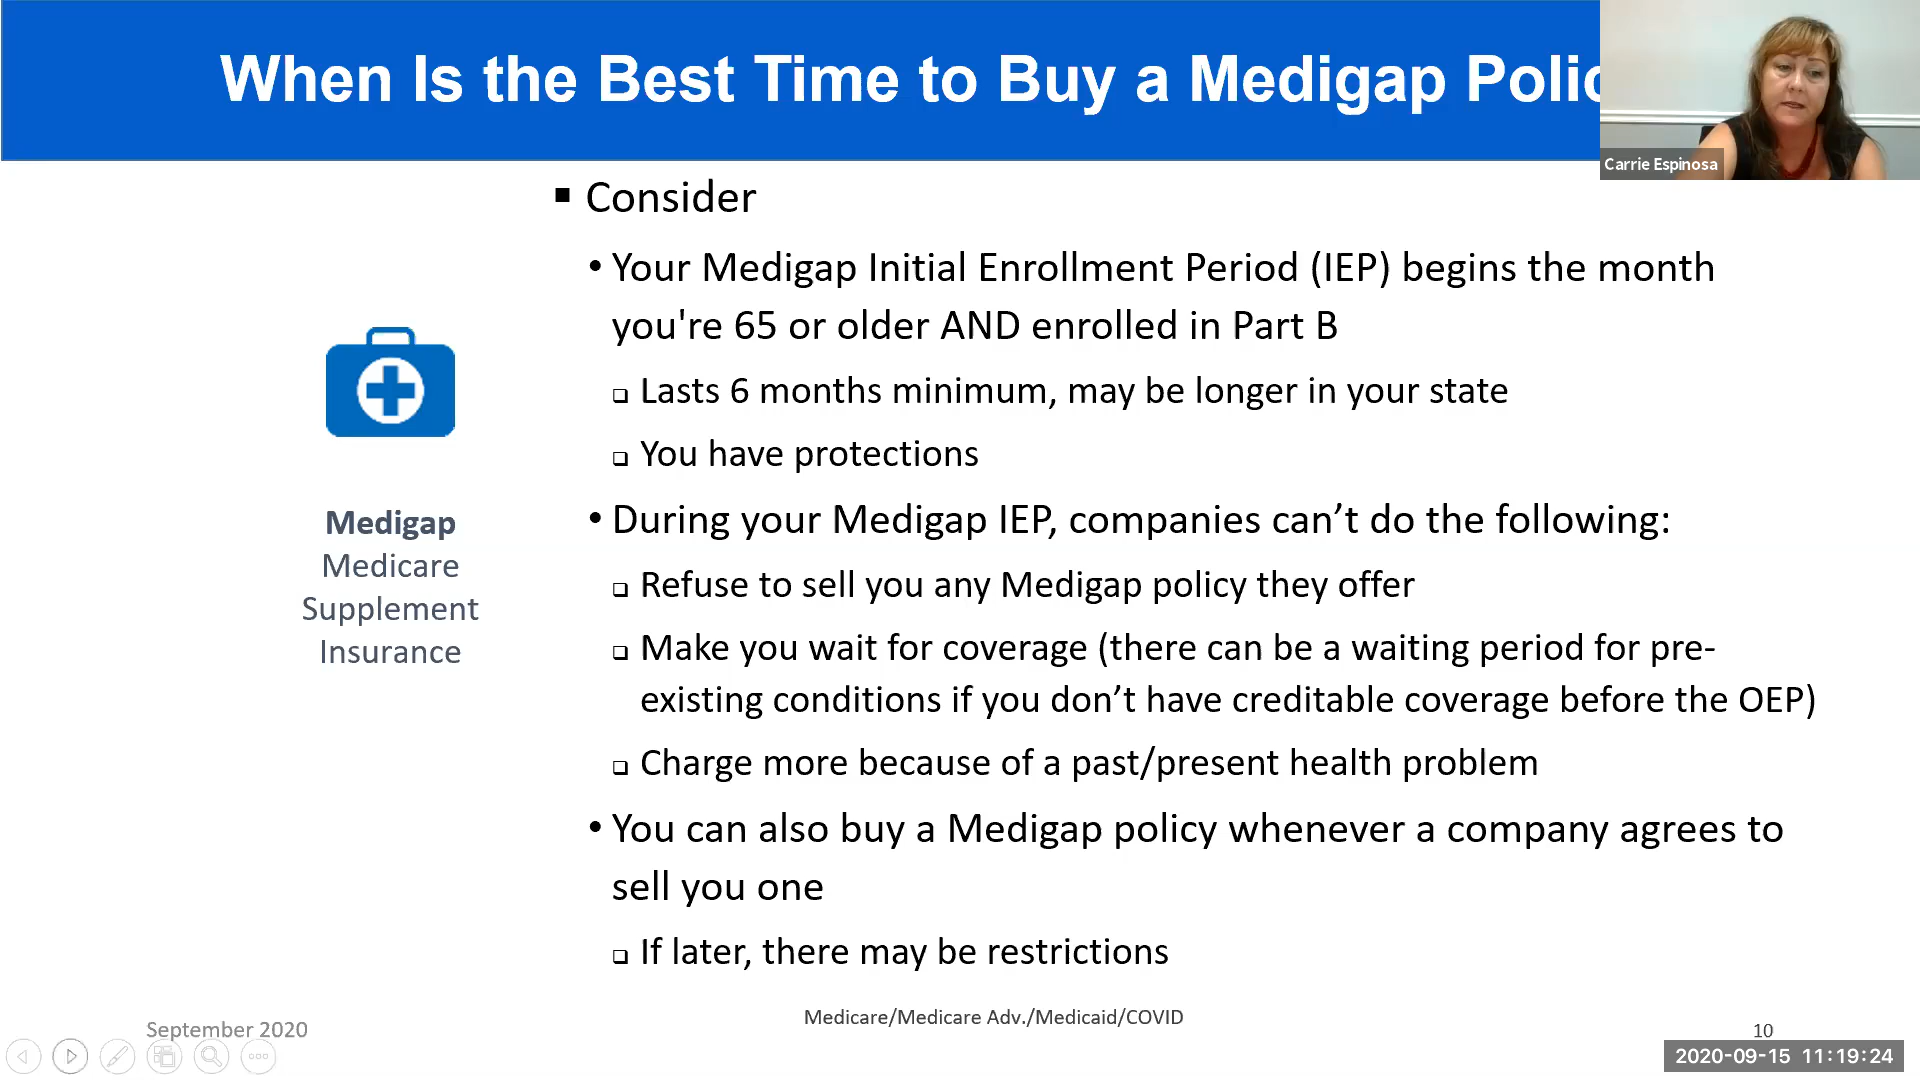 When Is the Best Time to Buy a Medigap Polic
Carrie Espinosa
▪ Consider
• Your Medigap Initial Enrollment Period (IEP) begins the month
you're 65 or older AND enrolled in Part B
❑ Lasts 6 months minimum, may be longer in your state
❑ You have protections
Medigap
Medicare
Supplement
Insurance
• During your Medigap IEP, companies can’t do the following:
❑ Refuse to sell you any Medigap policy they offer
❑ Make you wait for coverage (there can be a waiting period for pre-
existing conditions if you don’t have creditable coverage before the OEP)
❑ Charge more because of a past/present health problem
• You can also buy a Medigap policy whenever a company agrees to
sell you one
❑ If later, there may be restrictions
September 2020
Medicare/Medicare Adv./Medicaid/COVID
10
2020-09-15 11:19:24